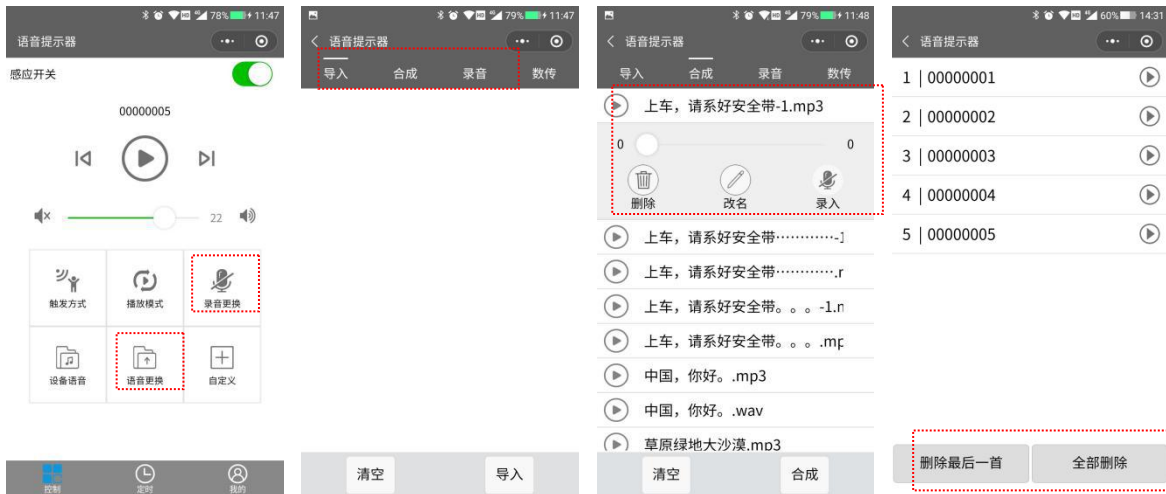 78% 11:47
语音提示器
感应开关
00000005
22
触发方式 播放模式 录音更换
设备语音 语音更换 自定义
控制 定时 我的
79% 11:47
语音提示器
导入 合成 录音 数传
清空 导入
79% 11:48
语音提示器
导入 合成 录音 数传
上车，请系好安全带-1.mp3
0 0
删除 改名 录入
上车，请系好安全带…………-1
上车，请系好安全带………….r
上车，请系好安全带。。。-1.n
上车，请系好安全带。。。.mp
中国，你好。.mp3
中国，你好。.wav
草原绿地大沙漠.mp3
清空 合成
60% 14:31
语音提示器
1 | 00000001
2 | 00000002
3 | 00000003
4 | 00000004
5 | 00000005
删除最后一首 全部删除